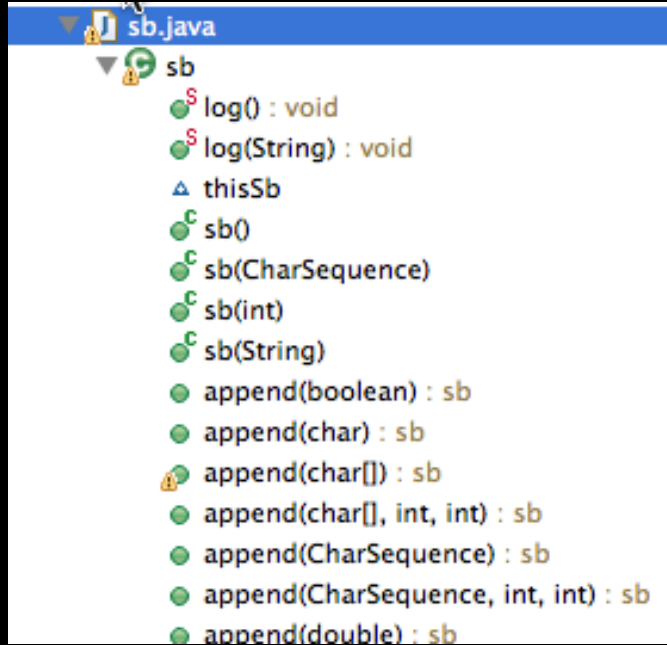 sb.java
sb
log() : void
log(String) : void
thisSb
sb()
sb(CharSequence)
sb(int)
sb(String)
append(boolean) : sb
append(char) : sb
append(char[]) : sb
append(char[], int, int) : sb
append(CharSequence) : sb
append(CharSequence, int, int) : sb
append(double) : sb